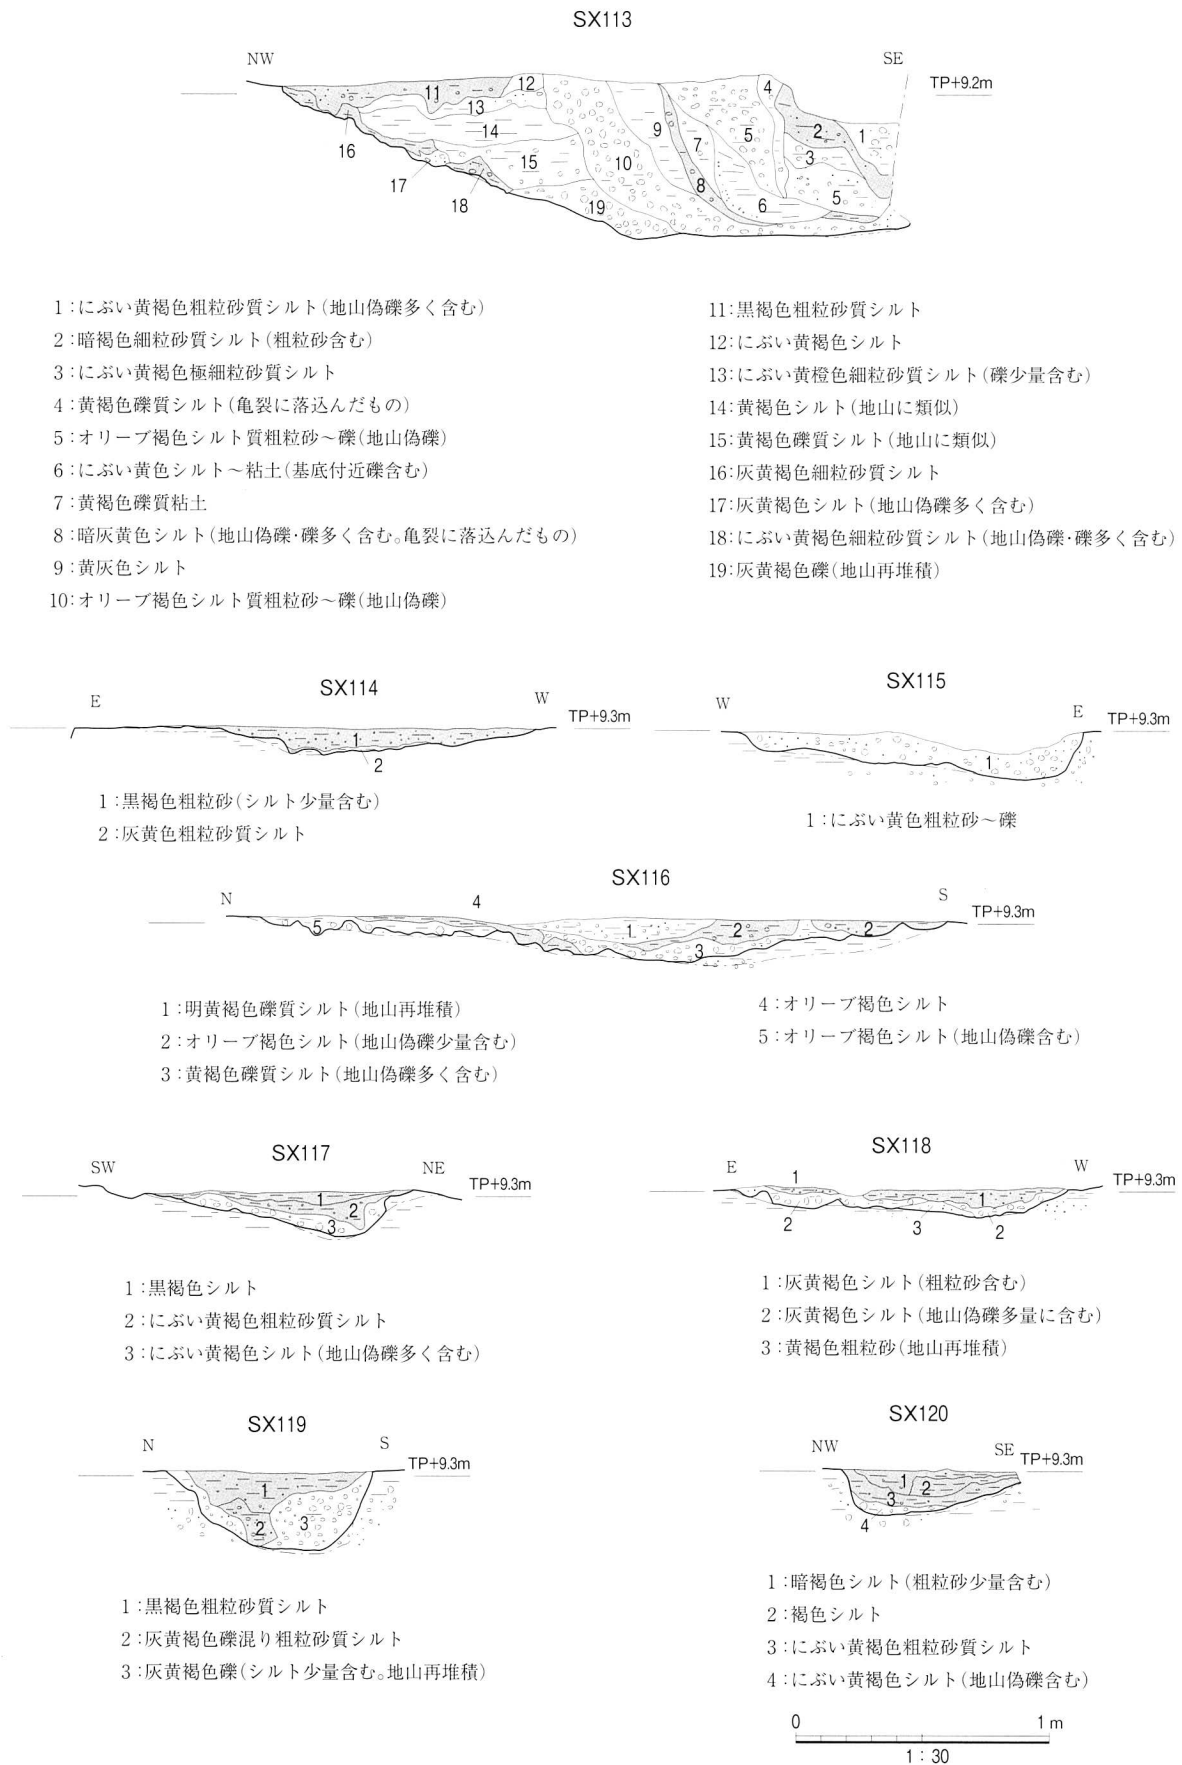 SX113
NW
SE
TP+9.2m
11
12
13
14
15
16
17
18
19
10
9
8
7
6
5
4
3
2
1
5
1:にぶい黄褐色粗粒砂質シルト(地山偽礫多く含む)
2:暗褐色細粒砂質シルト(粗粒砂含む)
3:にぶい黄褐色極細粒砂質シルト
4:黄褐色礫質シルト(亀裂に落込んだもの)
5:オリーブ褐色シルト質粗粒砂〜礫(地山偽礫)
6:にぶい黄色シルト〜粘土(基底付近礫含む)
7:黄褐色礫質粘土
8:暗灰黄色シルト(地山偽礫・礫多く含む。亀裂に落込んだもの)
9:黄灰色シルト
10:オリーブ褐色シルト質粗粒砂〜礫(地山偽礫)
11:黒褐色粗粒砂質シルト
12:にぶい黄褐色シルト
13:にぶい黄橙色細粒砂質シルト(礫少量含む)
14:黄褐色シルト(地山に類似)
15:黄褐色礫質シルト(地山に類似)
16:灰黄褐色細粒砂質シルト
17:灰黄褐色シルト(地山偽礫多く含む)
18:にぶい黄褐色細粒砂質シルト(地山偽礫・礫多く含む)
19:灰黄褐色礫(地山再堆積)
SX114
E
W
TP+9.3m
1
2
1:黒褐色粗粒砂(シルト少量含む)
2:灰黄色粗粒砂質シルト
SX115
W
E
TP+9.3m
1
1:にぶい黄色粗粒砂〜礫
SX116
N
S
TP+9.3m
4
5
1
2
2
3
1:明黄褐色礫質シルト(地山再堆積)
2:オリーブ褐色シルト(地山偽礫少量含む)
3:黄褐色礫質シルト(地山偽礫多く含む)
4:オリーブ褐色シルト
5:オリーブ褐色シルト(地山偽礫含む)
SX117
SW
NE
TP+9.3m
1
2
3
1:黒褐色シルト
2:にぶい黄褐色粗粒砂質シルト
3:にぶい黄褐色シルト(地山偽礫多く含む)
SX118
E
W
TP+9.3m
1
1
2
3
2
1:灰黄褐色シルト(粗粒砂含む)
2:灰黄褐色シルト(地山偽礫多量に含む)
3:黄褐色粗粒砂(地山再堆積)
SX119
N
S
TP+9.3m
1
2
3
1:黒褐色粗粒砂質シルト
2:灰黄褐色礫混り粗粒砂質シルト
3:灰黄褐色礫(シルト少量含む。地山再堆積)
SX120
NW
SE
TP+9.3m
1
2
3
4
1:暗褐色シルト(粗粒砂少量含む)
2:褐色シルト
3:にぶい黄褐色粗粒砂質シルト
4:にぶい黄褐色シルト(地山偽礫含む)
0
1m
1:30